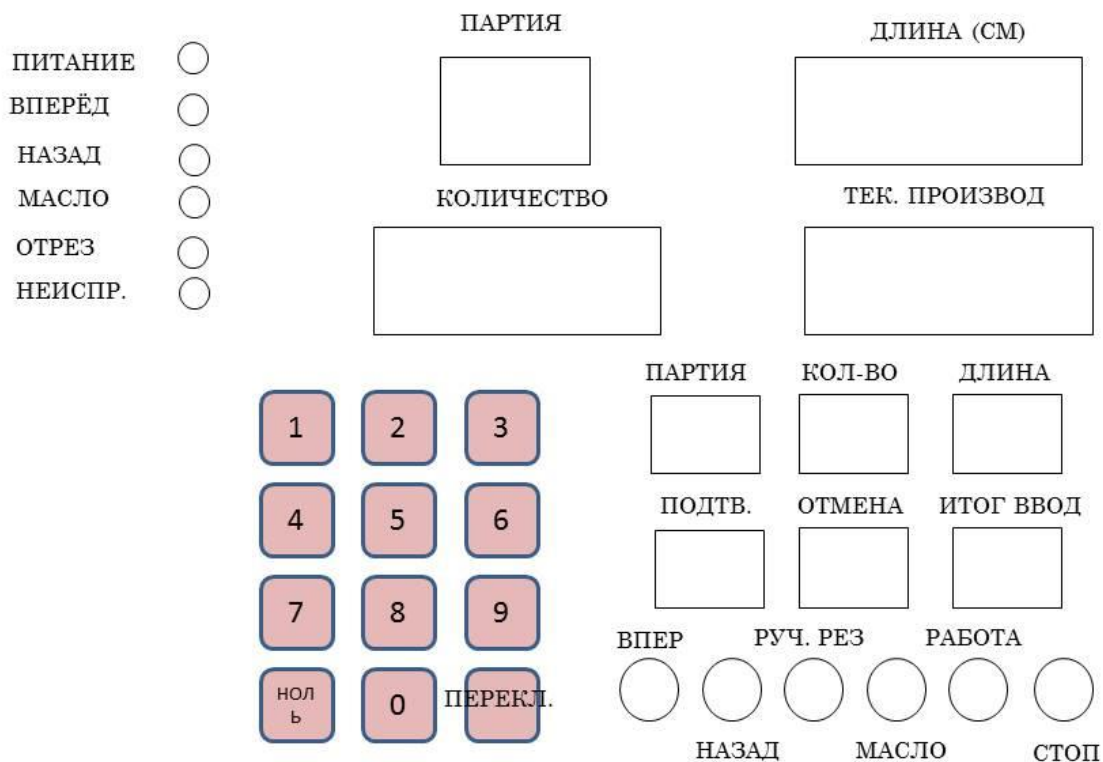 ПАРТИЯ
ДЛИНА (СМ)
ПИТАНИЕ
ВПЕРЁД
НАЗАД
МАСЛО
ОТРЕЗ
НЕИСПР.
КОЛИЧЕСТВО
ТЕК. ПРОИЗВОД
ПАРТИЯ КОЛ-ВО ДЛИНА
1 2 3
ПОДТВ. ОТМЕНА ИТОГ ВВОД
4 5 6
7 8 9
ВПЕР РУЧ. РЕЗ РАБОТА
НОЛ
Ь
0 ПЕРЕКЛ.
НАЗАД МАСЛО СТОП